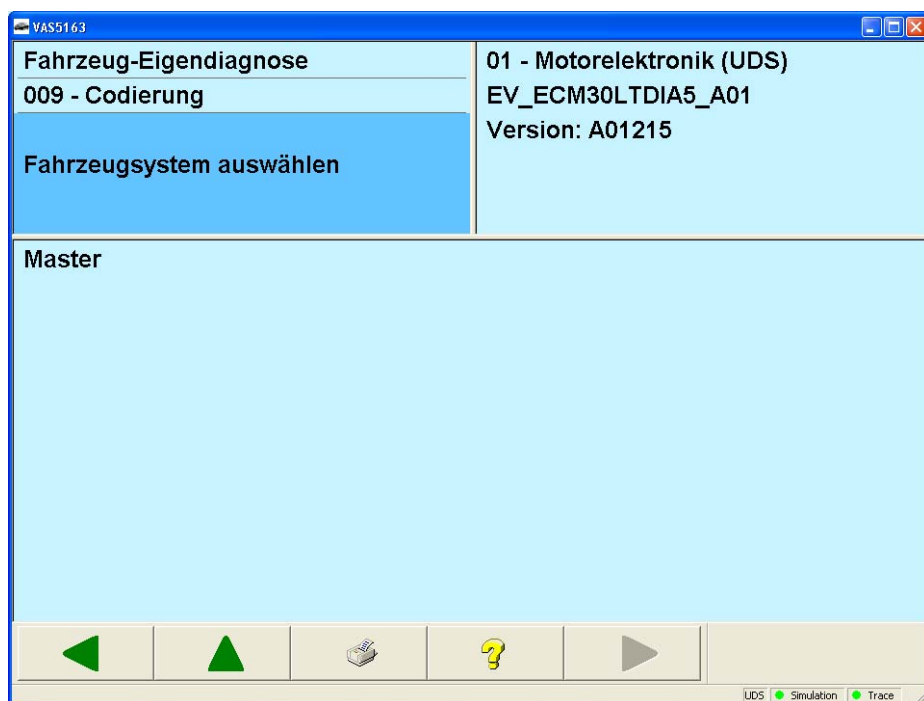 VAS5163
Fahrzeug-Eigendiagnose
009 - Codierung
Fahrzeugsystem auswählen
01 - Motorelektronik (UDS)
EV_ECM30LTDIA5_A01
Version: A01215
Master
UDS Simulation Trace